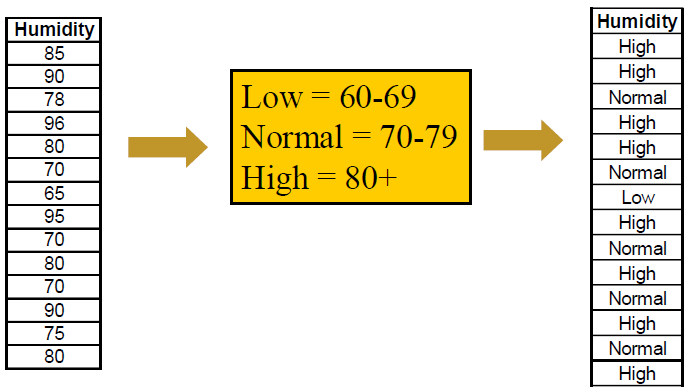 Humidity
85
90
78
96
80
70
65
95
70
80
70
90
75
80
Low = 60-69
Normal = 70-79
High = 80+
Humidity
High
High
Normal
High
High
Normal
Low
High
Normal
High
Normal
High
Normal
High